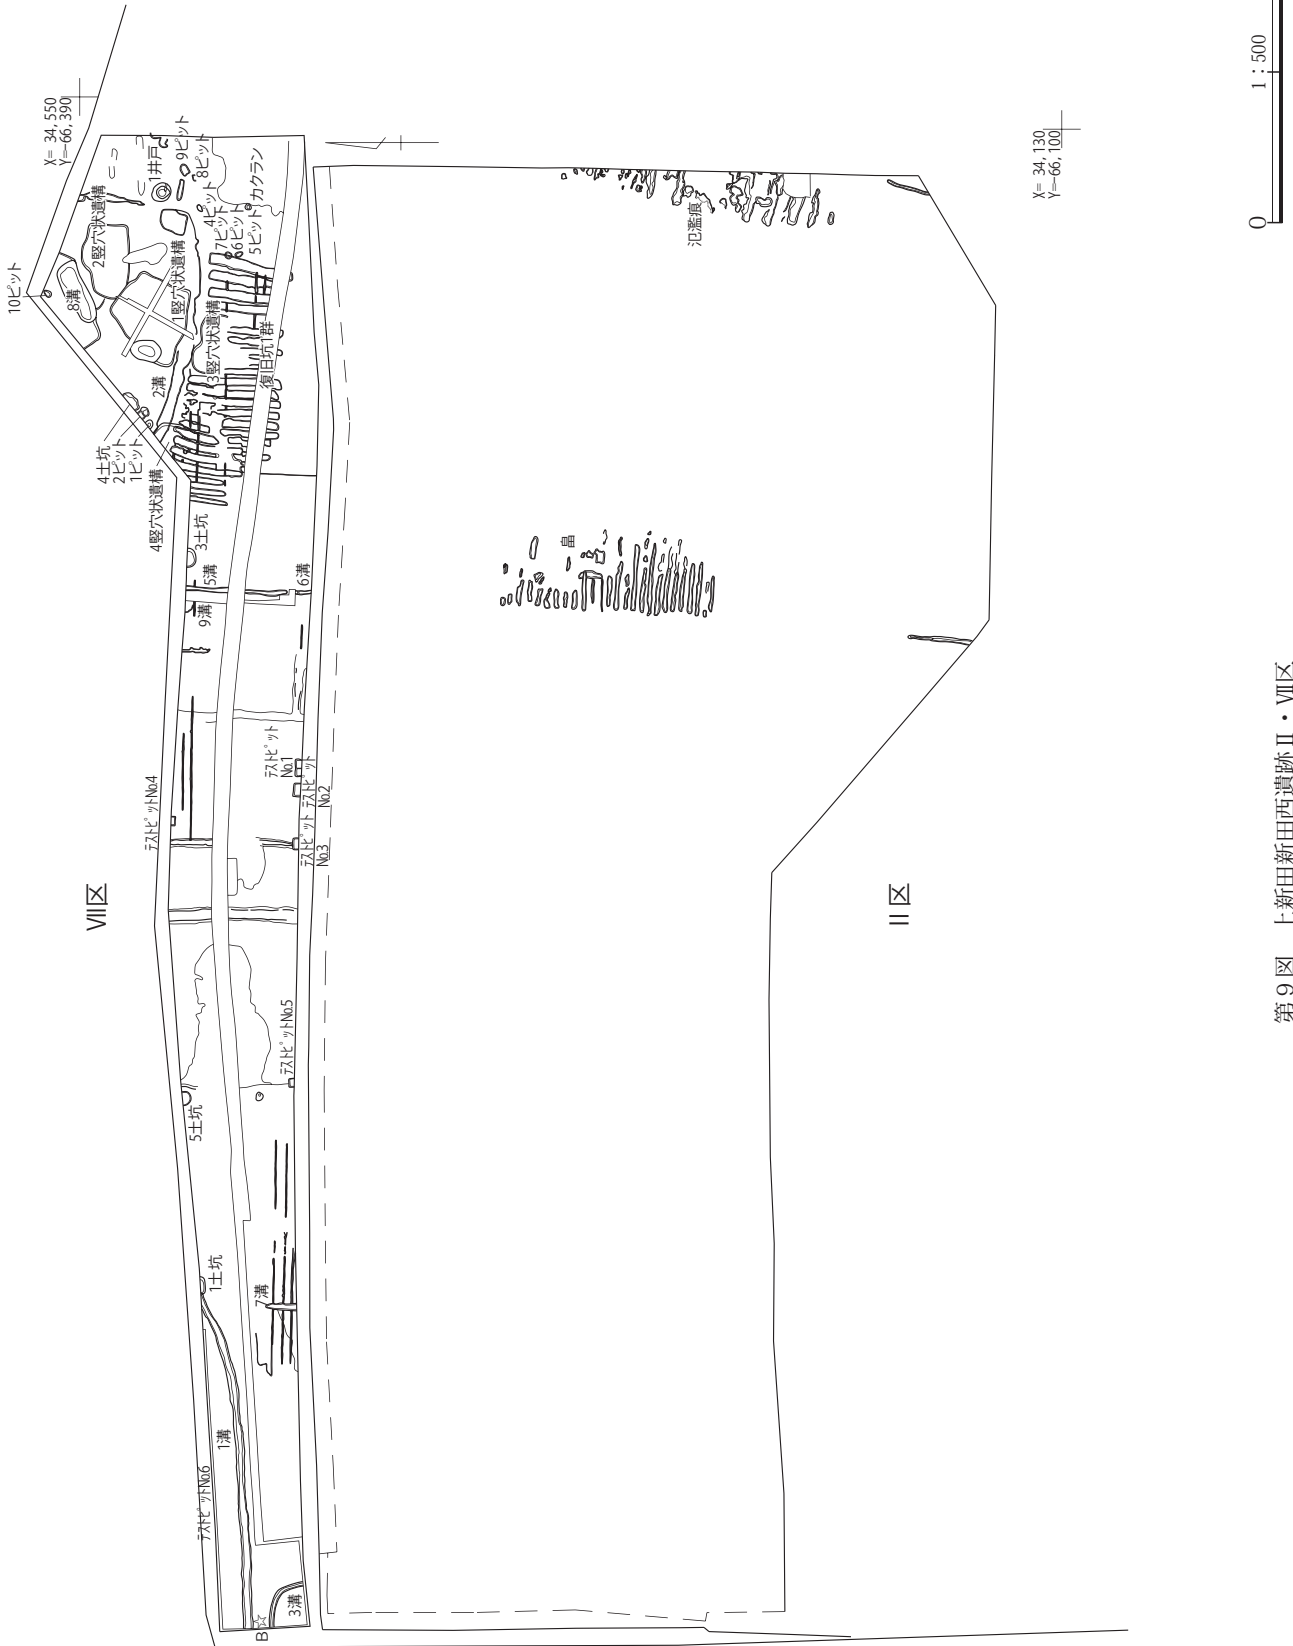 X= 34,550
Y=-66,390
10ピット
8溝
2竪穴状遺構
1竪穴状遺構
3竪穴状遺構
4竪穴状遺構
1井戸
9ピット
8ピット
4ピット
7ピット
6ピット
5ピット
カクラン
復旧坑1群
2溝
4土坑
2ピット
1ピット
3土坑
5溝
9溝
6溝
テストピット
No.1
テストピット
No.2
テストピット
No.3
テストピットNo.4
テストピットNo.5
5土坑
1土坑
7溝
1溝
テストピットNo.6
3溝
B☆
VII区
II区
氾濫痕
畠
X= 34,130
Y=-66,100
0
1：500
第９図　上新田新田西遺跡Ⅱ・Ⅶ区